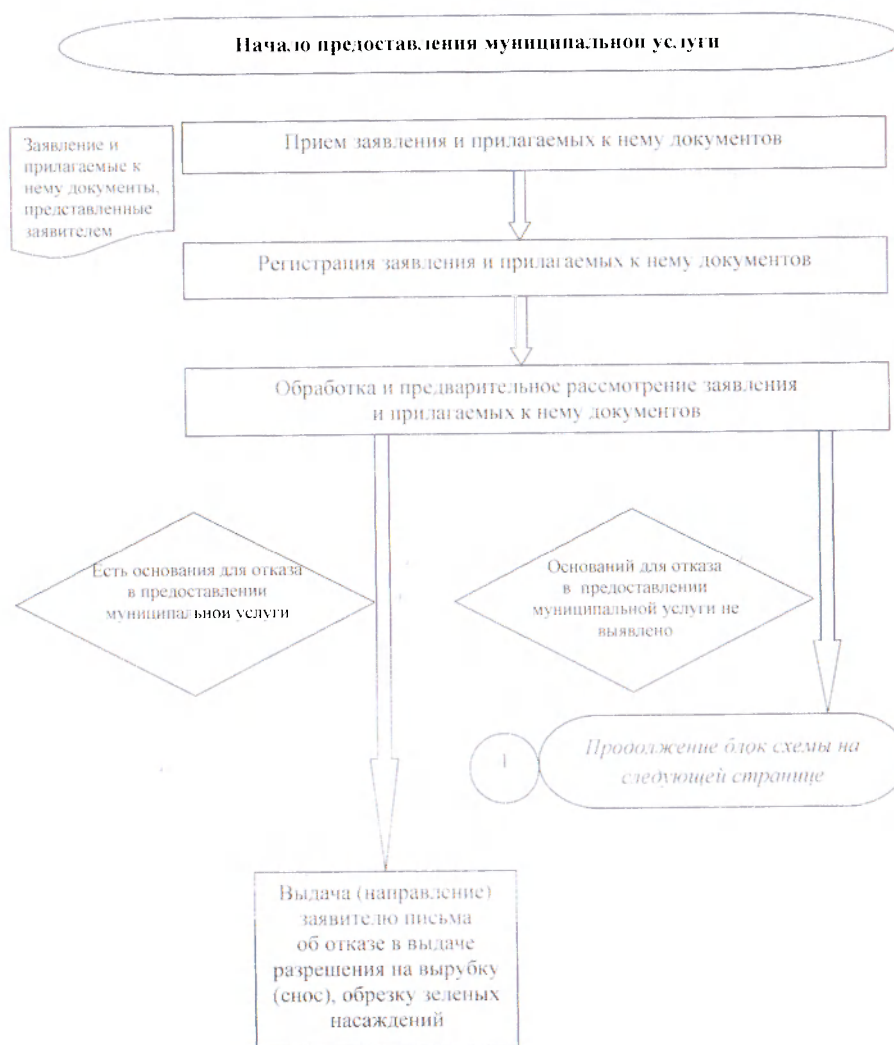 Начало предоставления муниципальной услуги
Заявление и
прилагаемые к
нему документы,
представленные
заявителем
Прием заявления и прилагаемых к нему документов
Регистрация заявления и прилагаемых к нему документов
Обработка и предварительное рассмотрение заявления
и прилагаемых к нему документов
Есть основания для отказа
в предоставлении
муниципальной услуги
Оснований для отказа
в предоставлении
муниципальной услуги не
выявлено
1
Продолжение блок схемы на
следующей странице
Выдача (направление)
заявителю письма
об отказе в выдаче
разрешения на вырубку
(снос), обрезку зеленых
насаждений